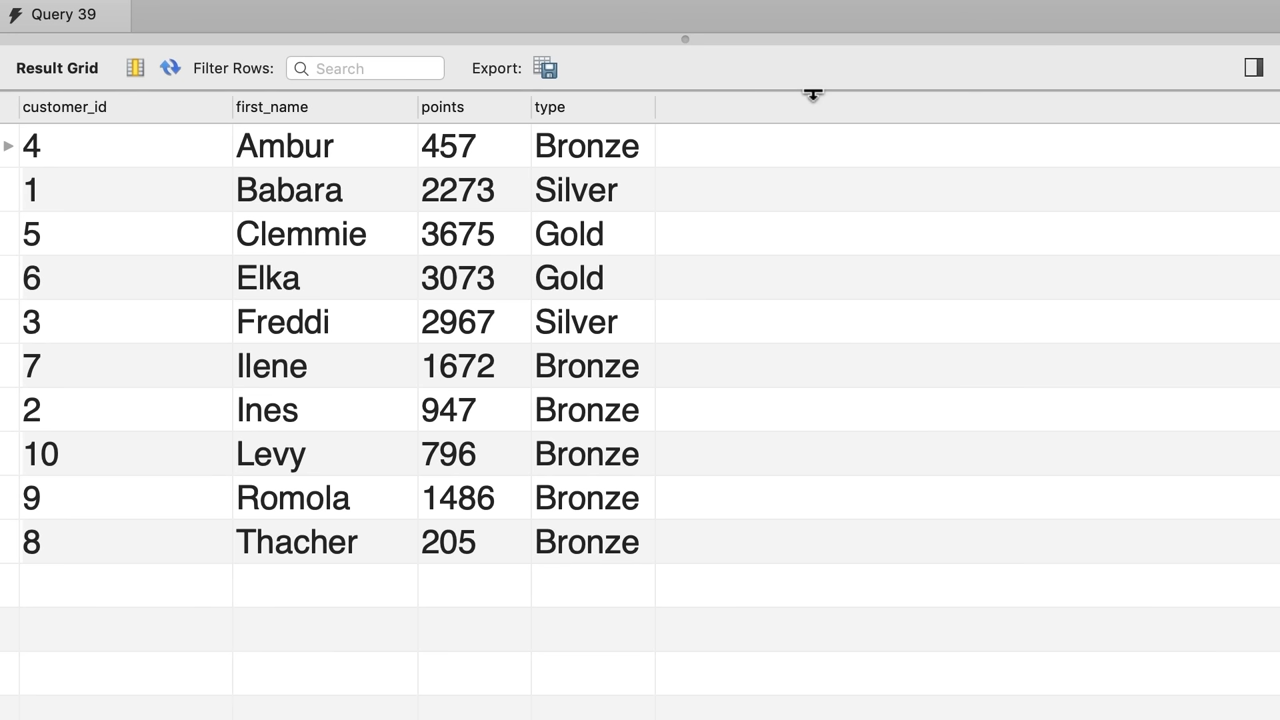 Query 39
Result Grid Filter Rows: Search Export:
customer_id first_name points type
4 Ambur 457 Bronze
1 Babara 2273 Silver
5 Clemmie 3675 Gold
6 Elka 3073 Gold
3 Freddi 2967 Silver
7 Ilene 1672 Bronze
2 Ines 947 Bronze
10 Levy 796 Bronze
9 Romola 1486 Bronze
8 Thacher 205 Bronze